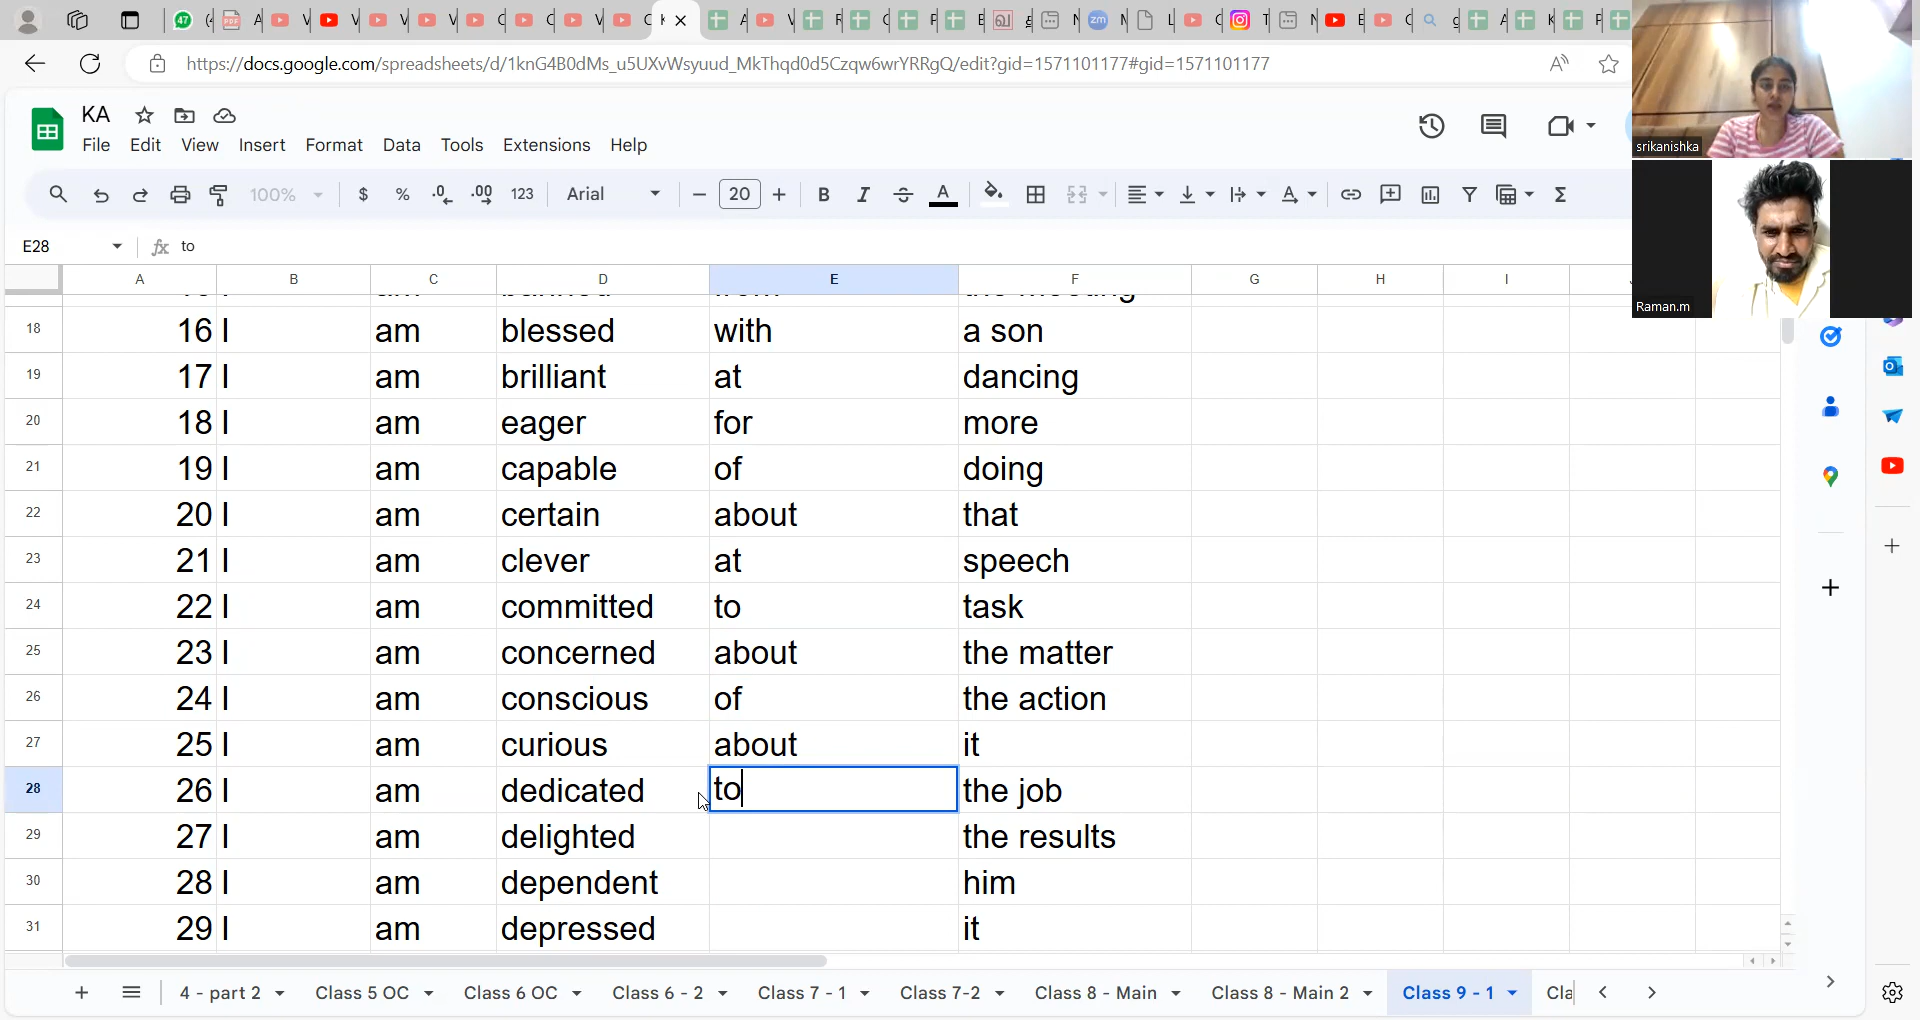 https://docs.google.com/spreadsheets/d/1knG4B0dMs_u5UXvWsyuud_MkThqd0d5Czqw6wrYRRgQ/edit?gid=1571101177#gid=1571101177
KA
File Edit View Insert Format Data Tools Extensions Help
100% $ % .0 .00 123 Arial 20 B I A
srikanishka
E28 fx to
Raman.m
A B C D E F G H I
18 16 I am blessed with a son
19 17 I am brilliant at dancing
20 18 I am eager for more
21 19 I am capable of doing
22 20 I am certain about that
23 21 I am clever at speech
24 22 I am committed to task
25 23 I am concerned about the matter
26 24 I am conscious of the action
27 25 I am curious about it
28 26 I am dedicated to the job
29 27 I am delighted the results
30 28 I am dependent him
31 29 I am depressed it
4 - part 2 Class 5 OC Class 6 OC Class 6 - 2 Class 7 - 1 Class 7-2 Class 8 - Main Class 8 - Main 2 Class 9 - 1 Cla